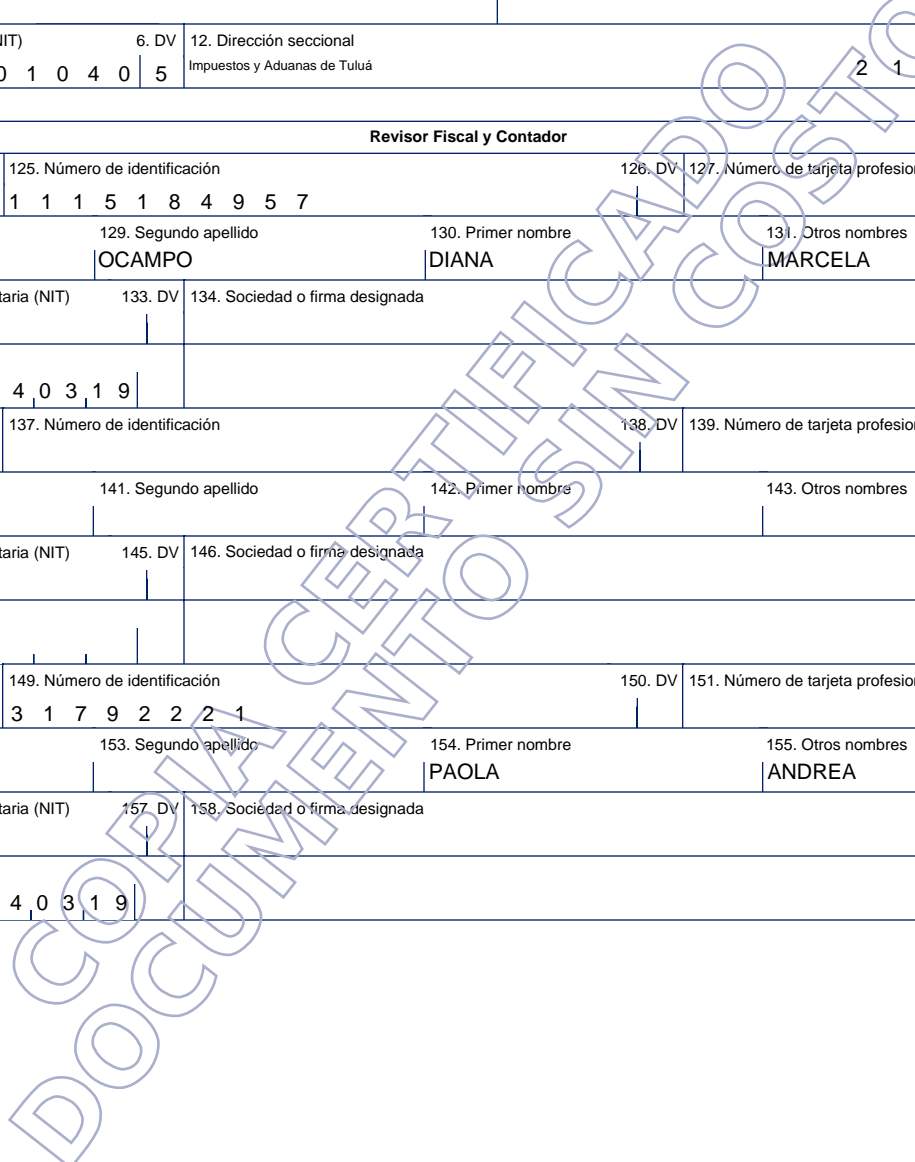 NIT) 6. DV 12. Dirección seccional
0 1 0 4 0 5 Impuestos y Aduanas de Tuluá 2 1
Revisor Fiscal y Contador
125. Número de identificación 126. DV 127. Número de tarjeta profesion
1 1 1 5 1 8 4 9 5 7
129. Segundo apellido 130. Primer nombre 131. Otros nombres
OCAMPO DIANA MARCELA
taria (NIT) 133. DV 134. Sociedad o firma designada
4 0 3 1 9
137. Número de identificación 138. DV 139. Número de tarjeta profesion
141. Segundo apellido 142. Primer nombre 143. Otros nombres
taria (NIT) 145. DV 146. Sociedad o firma designada
149. Número de identificación 150. DV 151. Número de tarjeta profesion
3 1 7 9 2 2 2 1
153. Segundo apellido 154. Primer nombre 155. Otros nombres
PAOLA ANDREA
taria (NIT) 157. DV 158. Sociedad o firma designada
4 0 3 1 9
COPIA CERTIFICADO
DOCUMENTO SIN COSTO